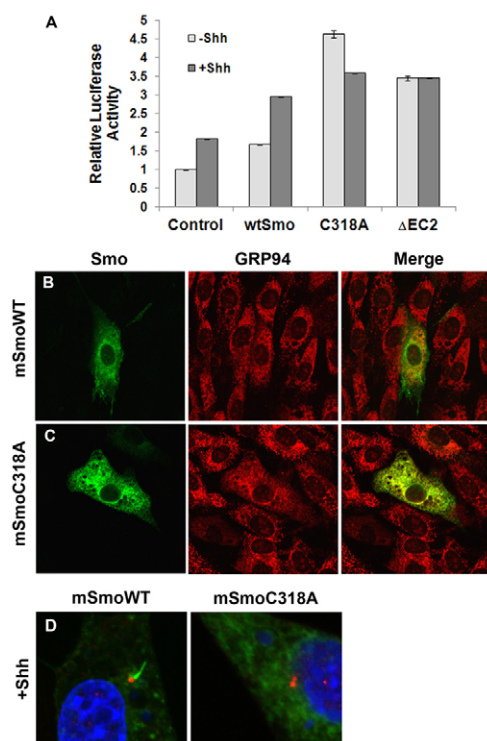 A
Relative Luciferase
Activity
5
4.5
4
3.5
3
2.5
2
1.5
1
0.5
0
-Shh
+Shh
Control wtSmo C318A ΔEC2
Smo GRP94 Merge
B
mSmoWT
C
mSmoC318A
mSmoWT mSmoC318A
D
+Shh